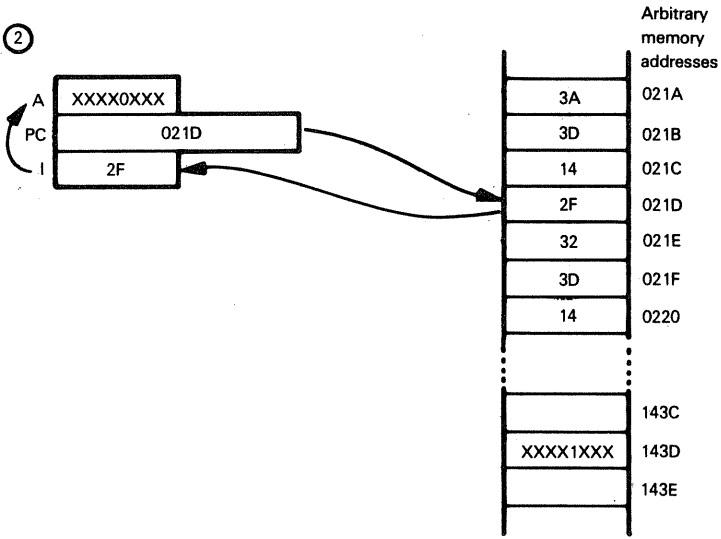 2
Arbitrary
memory
addresses
A XXXX0XXX
PC 021D
I 2F
3A 021A
3D 021B
14 021C
2F 021D
32 021E
3D 021F
14 0220
143C
XXXX1XXX 143D
143E